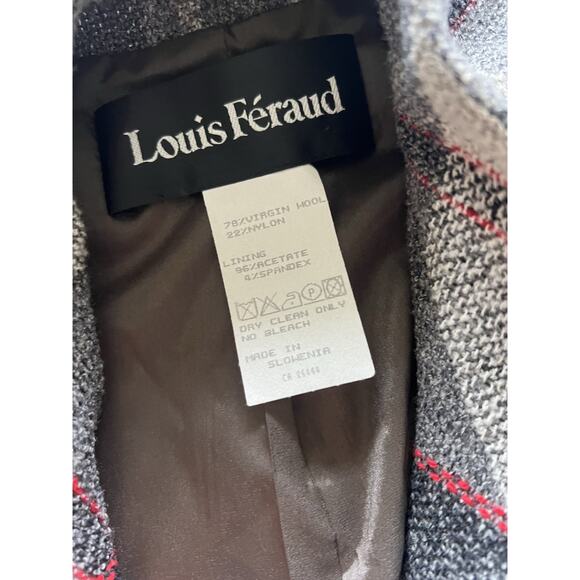 Louis Féraud
78%VIRGIN WOOL
22%NYLON
LINING
96%ACETATE
4%SPANDEX
P
DRY CLEAN ONLY
NO BLEACH
MADE IN
SLOWENIA